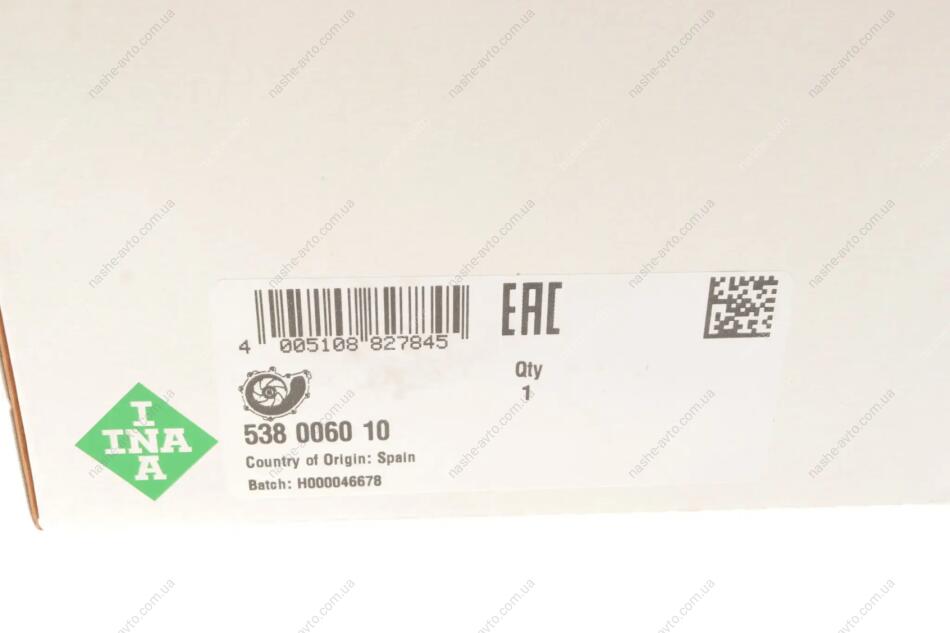 EAC
4 005108 827845
Qty
1
I
INA
A
538 0060 10
Country of Origin: Spain
Batch: H000046678
nashe-avto.com.ua